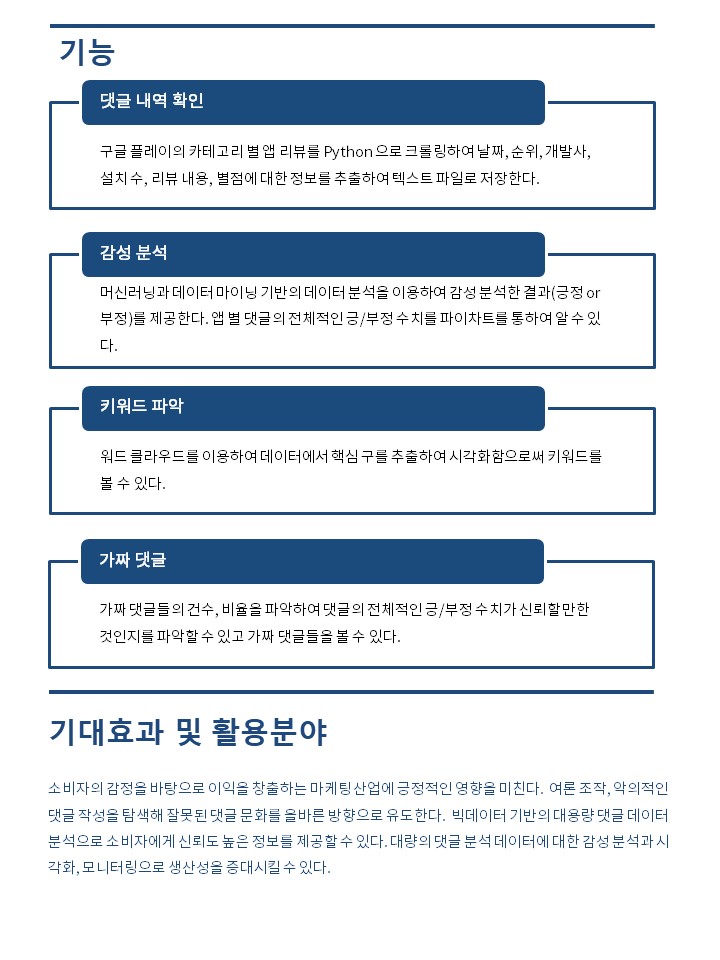 기능
댓글 내역 확인
구글 플레이의 카테고리 별 앱 리뷰를 Python 으로 크롤링하여 날짜, 순위, 개발사,
설치 수, 리뷰 내용, 별점에 대한 정보를 추출하여 텍스트 파일로 저장한다.
감성 분석
머신러닝과 데이터 마이닝 기반의 데이터 분석을 이용하여 감성 분석한 결과(긍정 or
부정)를 제공한다. 앱 별 댓글의 전체적인 긍/부정 수치를 파이차트를 통하여 알 수 있
다.
키워드 파악
워드 클라우드를 이용하여 데이터에서 핵심 구를 추출하여 시각화함으로써 키워드를
볼 수 있다.
가짜 댓글
가짜 댓글들의 건수, 비율을 파악하여 댓글의 전체적인 긍/부정 수치가 신뢰할만한
것인지를 파악할 수 있고 가짜 댓글들을 볼 수 있다.
기대효과 및 활용분야
소비자의 감정을 바탕으로 이익을 창출하는 마케팅산업에 긍정적인 영향을 미친다. 여론 조작, 악의적인
댓글 작성을 탐색해 잘못된 댓글 문화를 올바른 방향으로 유도한다. 빅데이터 기반의 대용량 댓글 데이터
분석으로 소비자에게 신뢰도 높은 정보를 제공할 수 있다. 대량의 댓글 분석 데이터에 대한 감성 분석과 시
각화, 모니터링으로 생산성을 증대시킬 수 있다.